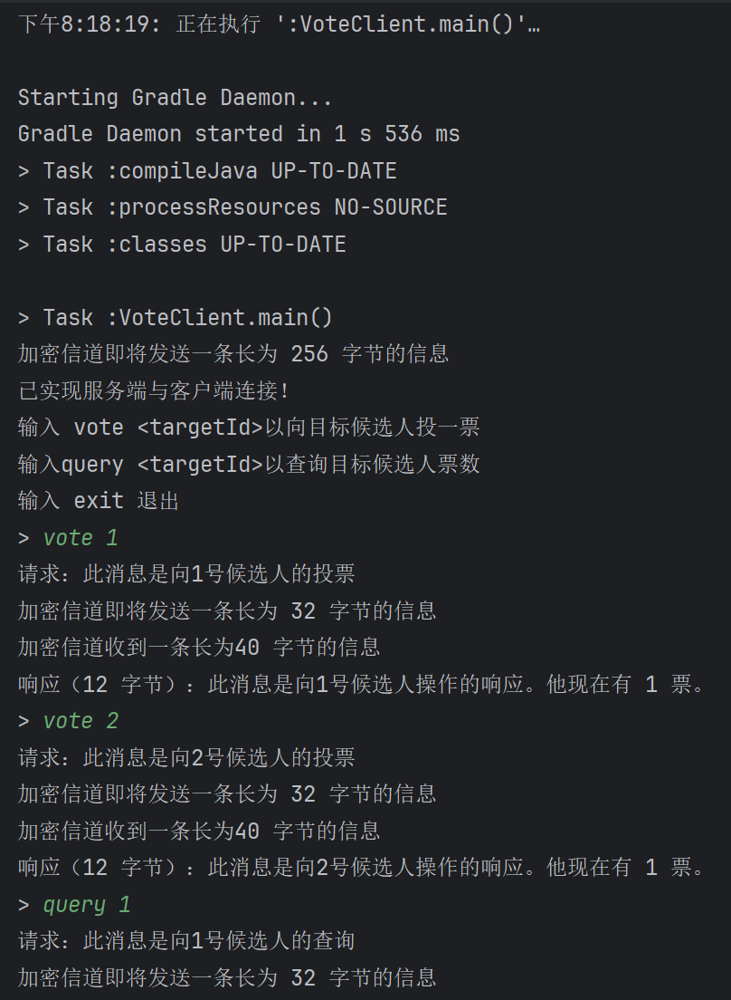 下午8:18:19: 正在执行 ':VoteClient.main()'…
Starting Gradle Daemon...
Gradle Daemon started in 1 s 536 ms
> Task :compileJava UP-TO-DATE
> Task :processResources NO-SOURCE
> Task :classes UP-TO-DATE
> Task :VoteClient.main()
加密信道即将发送一条长为 256 字节的信息
已实现服务端与客户端连接!
输入 vote <targetId>以向目标候选人投一票
输入query <targetId>以查询目标候选人票数
输入 exit 退出
> vote 1
请求：此消息是向1号候选人的投票
加密信道即将发送一条长为 32 字节的信息
加密信道收到一条长为40 字节的信息
响应（12 字节）：此消息是向1号候选人操作的响应。他现在有 1 票。
> vote 2
请求：此消息是向2号候选人的投票
加密信道即将发送一条长为 32 字节的信息
加密信道收到一条长为40 字节的信息
响应（12 字节）：此消息是向2号候选人操作的响应。他现在有 1 票。
> query 1
请求：此消息是向1号候选人的查询
加密信道即将发送一条长为 32 字节的信息